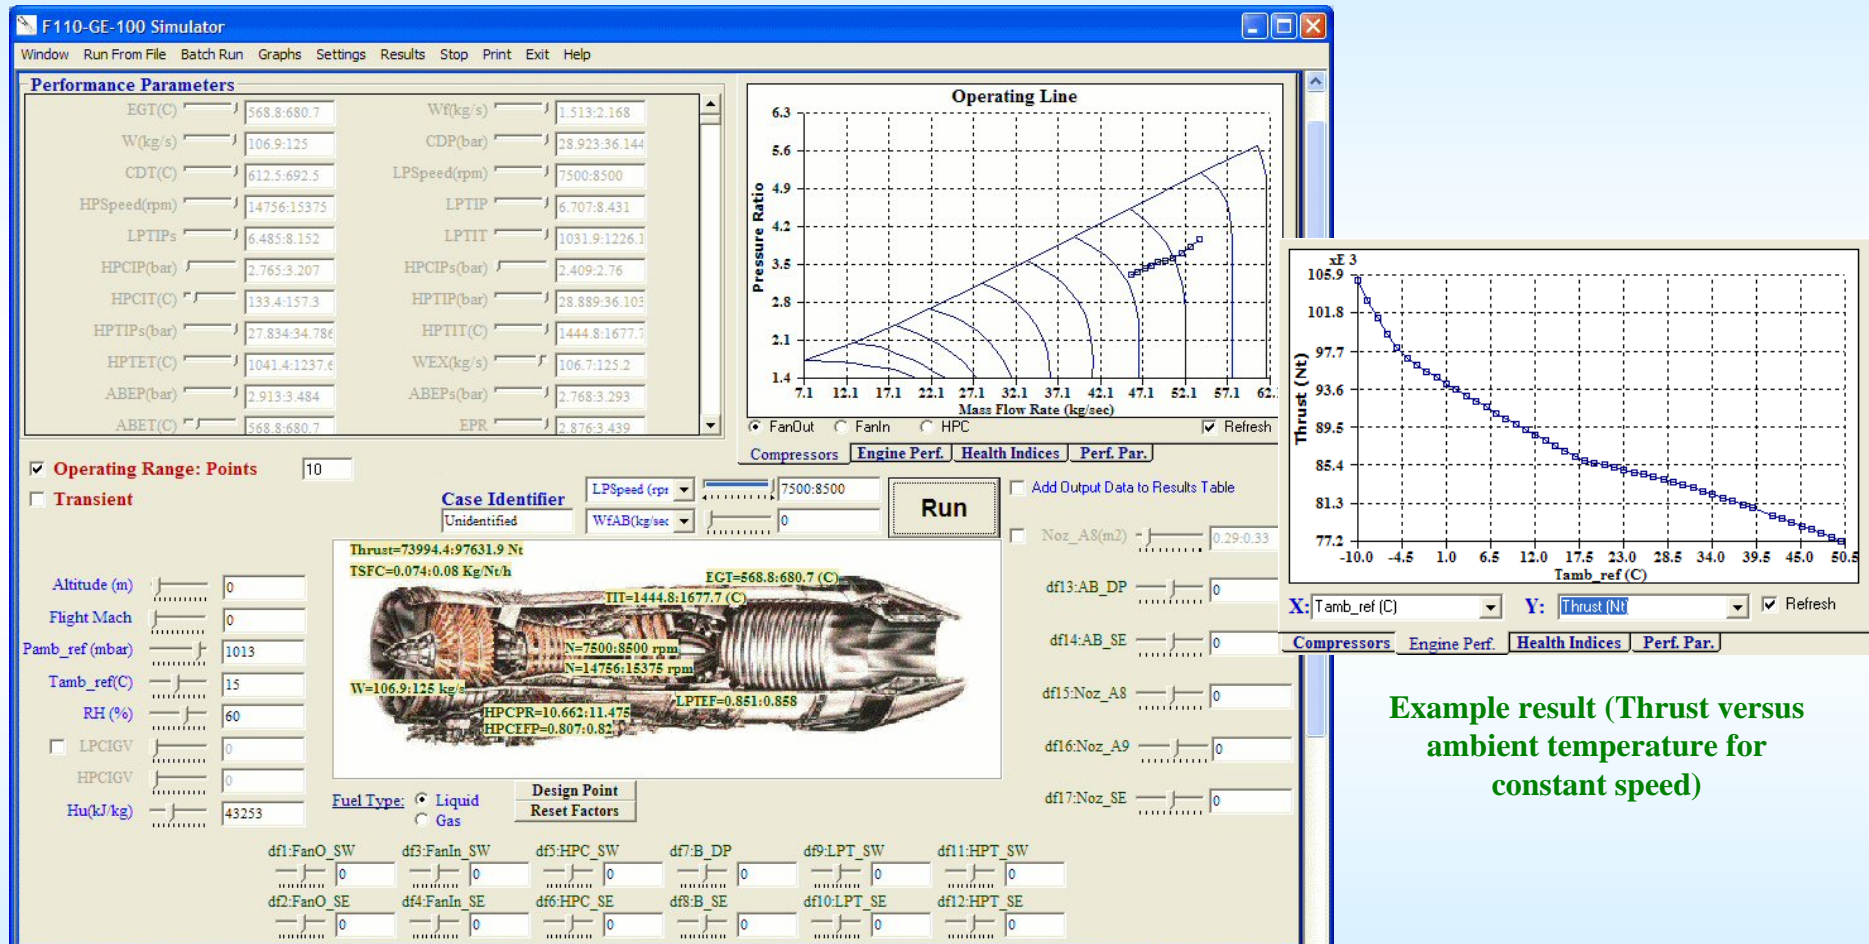 F110-GE-100 Simulator
Window Run From File Batch Run Graphs Settings Results Stop Print Exit Help
Performance Parameters
EGT(C) 568.8:680.7 Wf(kg/s) 1.513:2.168
W(kg/s) 106.9:125 CDP(bar) 28.923:36.144
CDT(C) 612.5:692.5 LPSpeed(rpm) 7500:8500
HPSpeed(rpm) 14756:15375 LPTIP 6.707:8.431
LPTIPs 6.485:8.152 LPTIT 1031.9:1226.1
HPCIP(bar) 2.765:3.207 HPCIPs(bar) 2.409:2.76
HPCIT(C) 133.4:157.3 HPTIP(bar) 28.889:36.103
HPTIPs(bar) 27.834:34.786 HPTIT(C) 1444.8:1677.7
HPTET(C) 1041.4:1237.6 WEX(kg/s) 106.7:125.2
ABEP(bar) 2.913:3.484 ABEPs(bar) 2.768:3.293
ABET(C) 568.8:680.7 EPR 2.876:3.439
Operating Line
Pressure Ratio
6.3
5.6
4.9
4.2
3.5
2.8
2.1
1.4
7.1 12.1 17.1 22.1 27.1 32.1 37.1 42.1 47.1 52.1 57.1 62.
Mass Flow Rate (kg/sec)
FanOut FanIn HPC Refresh
Compressors Engine Perf. Health Indices Perf. Par.
Operating Range: Points 10
Transient
Case Identifier
Unidentified
LPSpeed (rpr 7500:8500
WfAB(kg/sec 0
Run
Add Output Data to Results Table
Noz_A8(m2) 0.29:0.33
df13:AB_DP 0
df14:AB_SE 0
df15:Noz_A8 0
df16:Noz_A9 0
df17:Noz_SE 0
Thrust=73994.4:97631.9 Nt
TSFC=0.074:0.08 Kg/Nt/h
EGT=568.8:680.7 (C)
TIT=1444.8:1677.7 (C)
N=7500:8500 rpm
N=14756:15375 rpm
W=106.9:125 kg/s
LPTEF=0.851:0.858
HPCPR=10.662:11.475
HPCEFP=0.807:0.82
Altitude (m) 0
Flight Mach 0
Pamb_ref (mbar) 1013
Tamb_ref(C) 15
RH (%) 60
LPCIGV 0
HPCIGV 0
Hu(kJ/kg) 43253
Fuel Type: Liquid
Gas
Design Point
Reset Factors
df1:FanO_SW df3:FanIn_SW df5:HPC_SW df7:B_DP df9:LPT_SW df11:HPT_SW
0 0 0 0 0 0
df2:FanO_SE df4:FanIn_SE df6:HPC_SE df8:B_SE df10:LPT_SE df12:HPT_SE
0 0 0 0 0 0
xE 3
Thrust (Nt)
105.9
101.8
97.7
93.6
89.5
85.4
81.3
77.2
-10.0 -4.5 1.0 6.5 12.0 17.5 23.0 28.5 34.0 39.5 45.0 50.5
Tamb_ref (C)
X: Tamb_ref (C) Y: Thrust (Nt) Refresh
Compressors Engine Perf. Health Indices Perf. Par.
Example result (Thrust versus
ambient temperature for
constant speed)